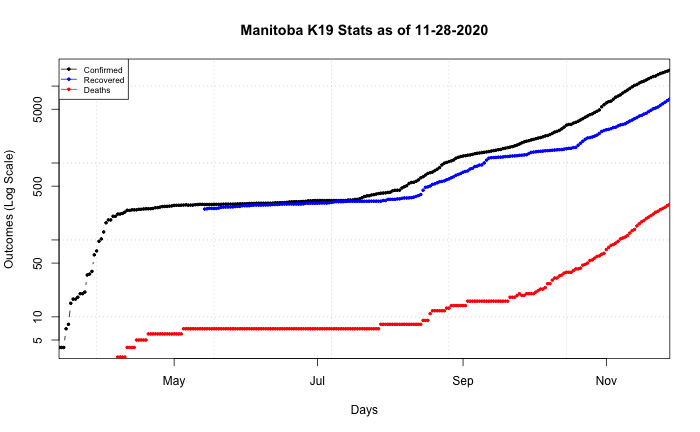 Manitoba K19 Stats as of 11-28-2020
Confirmed
Recovered
Deaths
Outcomes (Log Scale)
5000
500
50
10
5
May Jul Sep Nov
Days